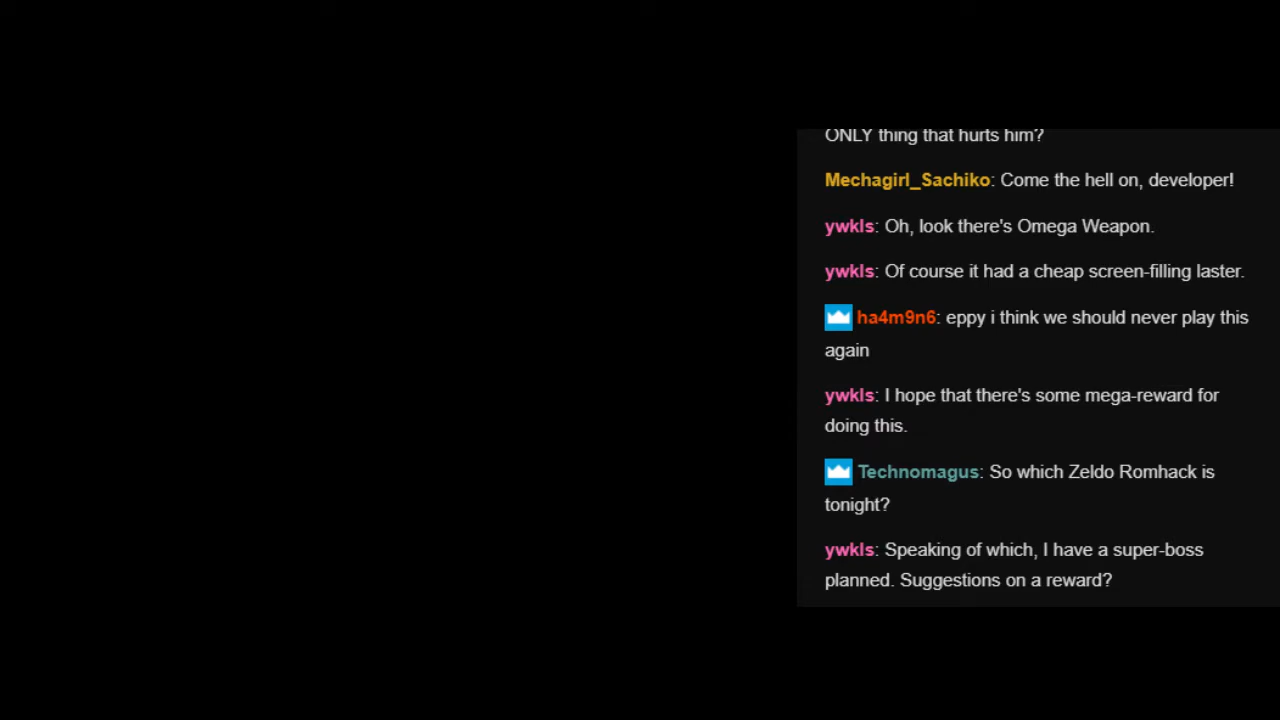 ONLY thing that hurts him?
Mechagirl_Sachiko: Come the hell on, developer!
ywkls: Oh, look there's Omega Weapon.
ywkls: Of course it had a cheap screen-filling laster.
ha4m9n6: eppy i think we should never play this
again
ywkls: I hope that there's some mega-reward for
doing this.
Technomagus: So which Zeldo Romhack is
tonight?
ywkls: Speaking of which, I have a super-boss
planned. Suggestions on a reward?